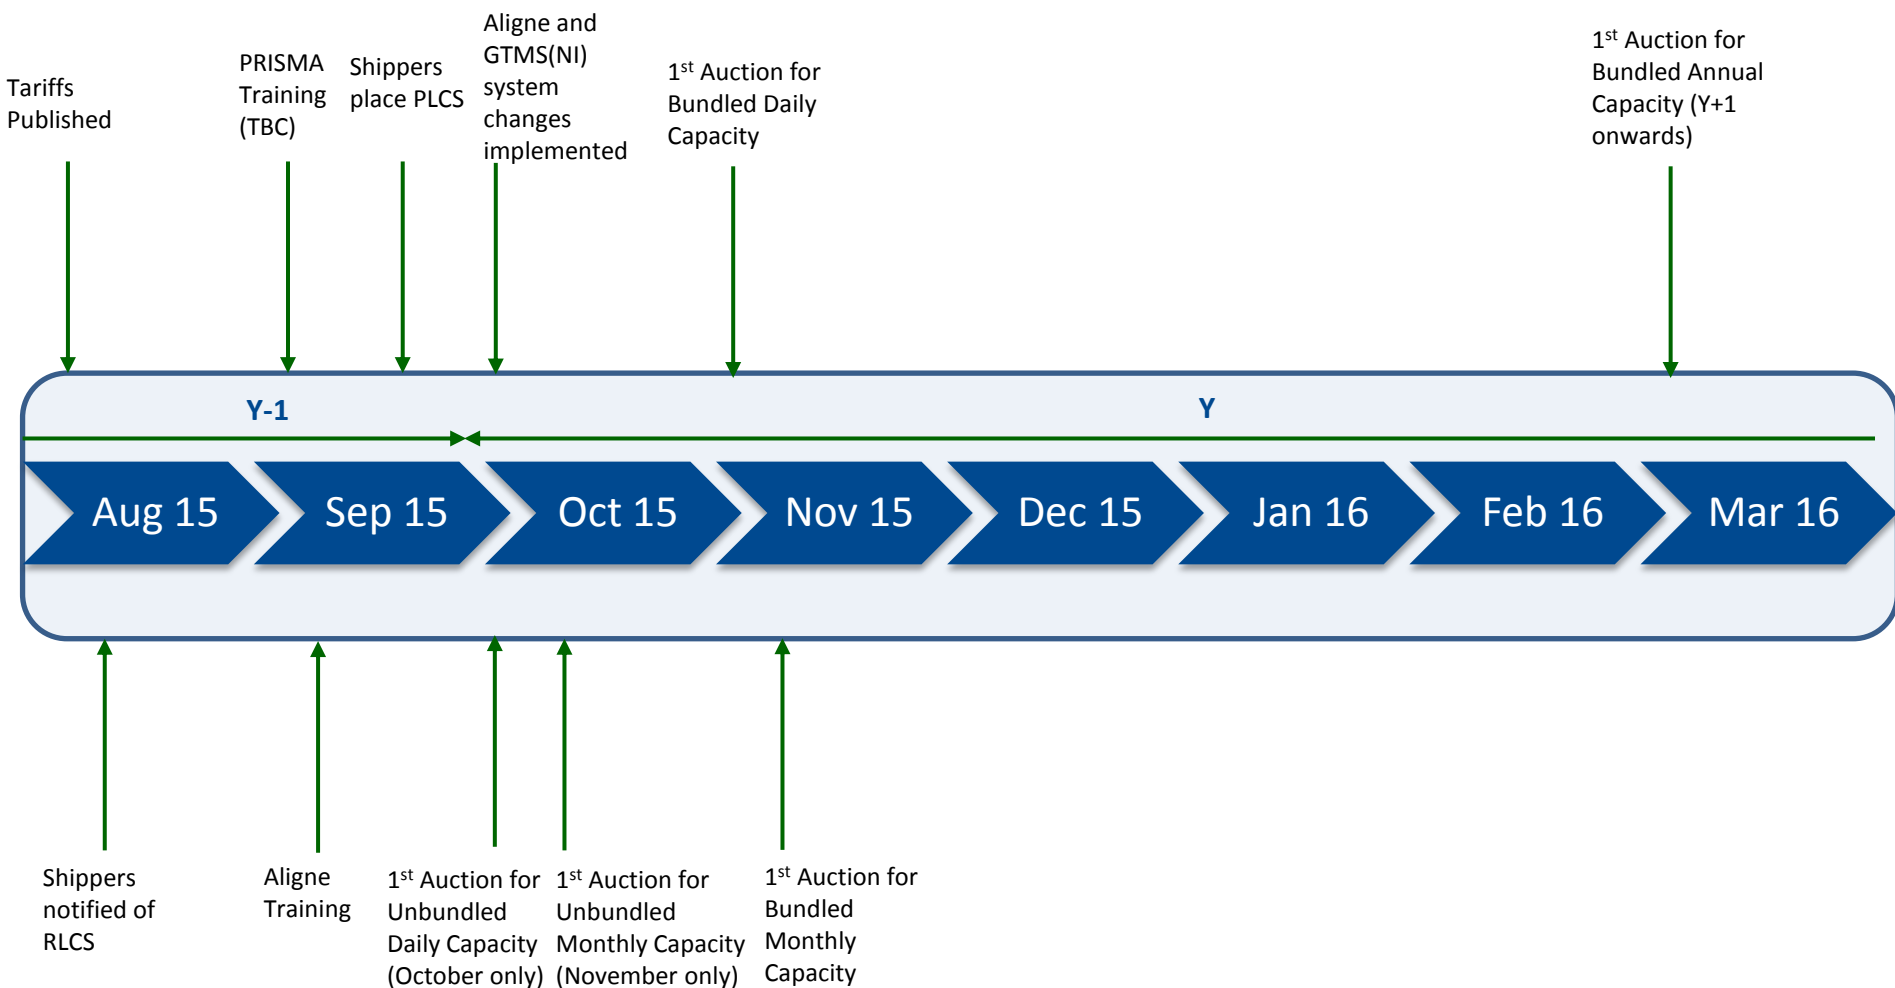 Tariffs
Published
PRISMA
Training
(TBC)
Shippers
place PLCS
Aligne and
GTMS(NI)
system
changes
implemented
1st Auction for
Bundled Daily
Capacity
1st Auction for
Bundled Annual
Capacity (Y+1
onwards)
Y-1
Y
Aug 15
Sep 15
Oct 15
Nov 15
Dec 15
Jan 16
Feb 16
Mar 16
Shippers
notified of
RLCS
Aligne
Training
1st Auction for
Unbundled
Daily Capacity
(October only)
1st Auction for
Unbundled
Monthly Capacity
(November only)
1st Auction for
Bundled
Monthly
Capacity